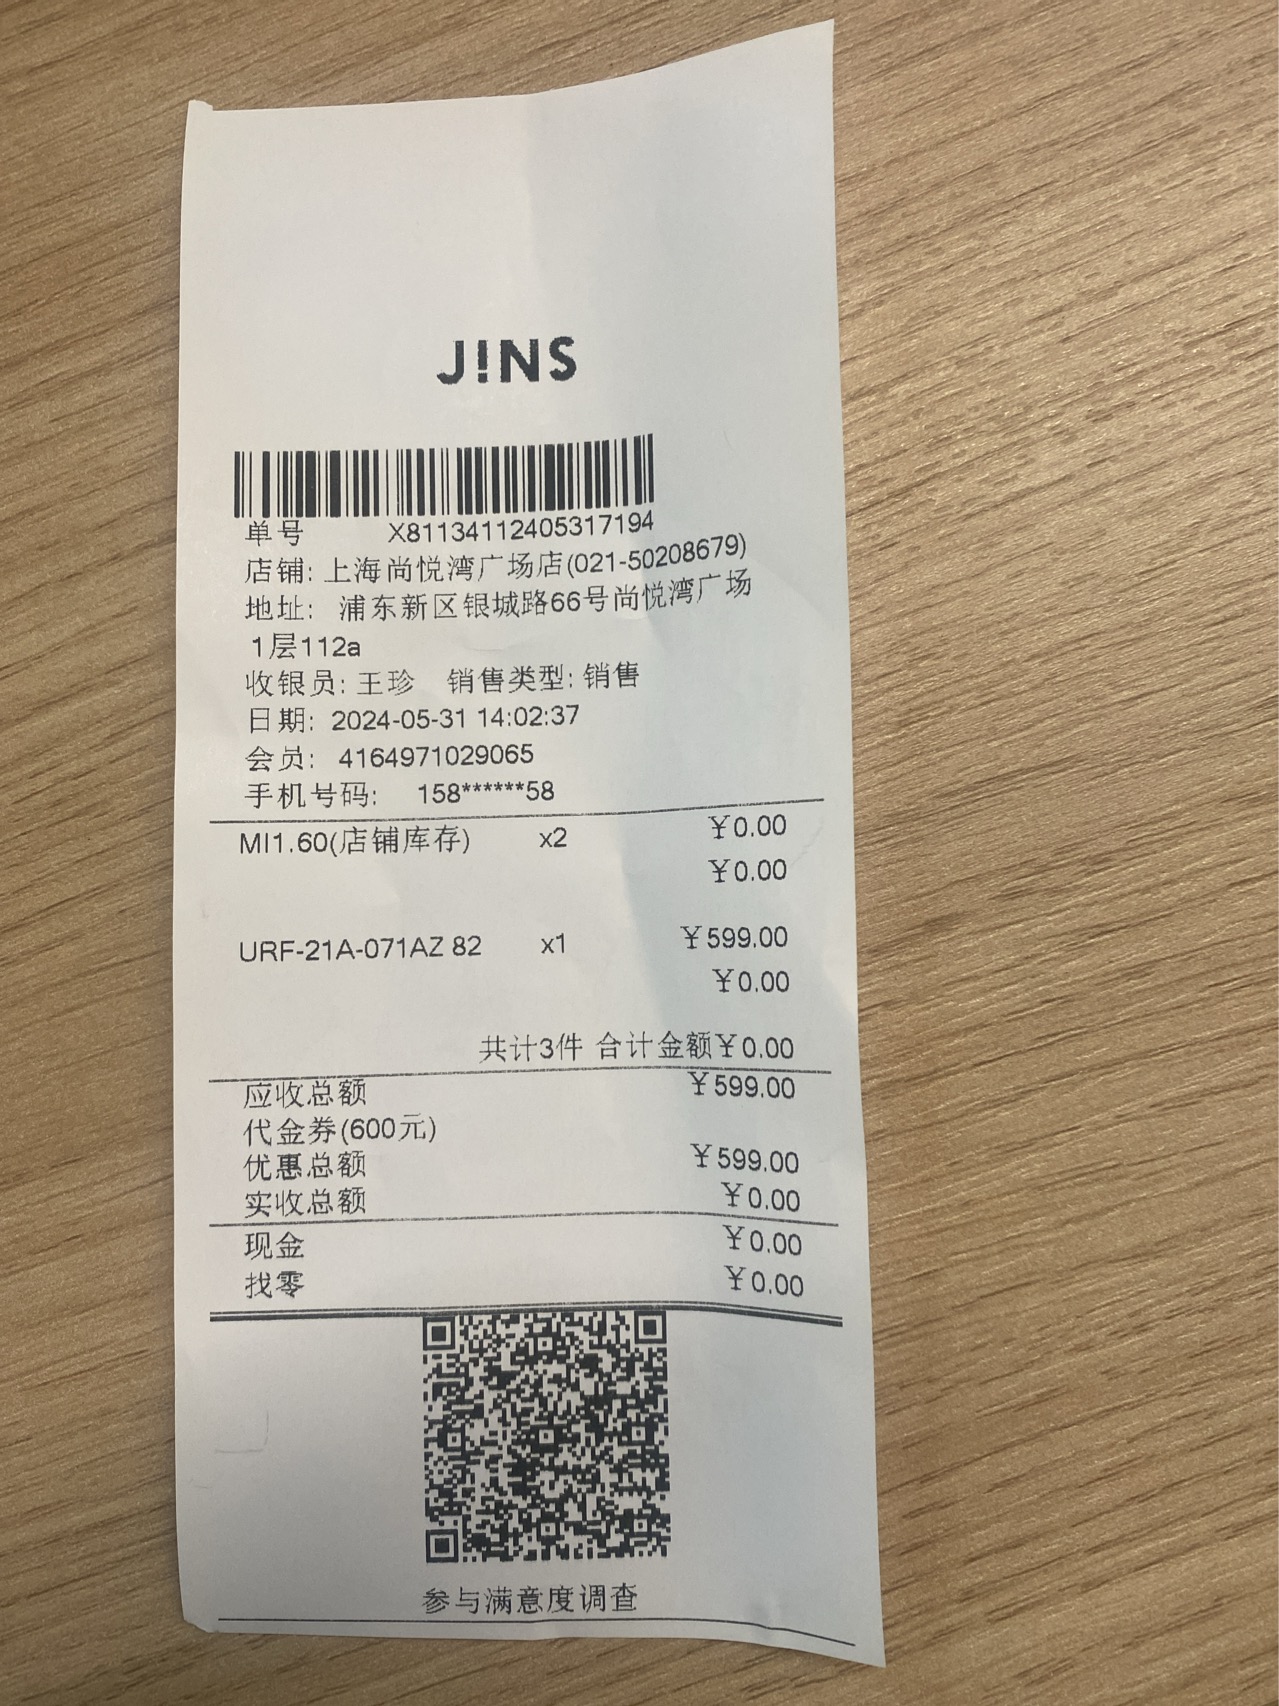 J!NS
单号 X81134112405317194
店铺: 上海尚悦湾广场店(021-50208679)
地址: 浦东新区银城路66号尚悦湾广场
1层112a
收银员: 王珍 销售类型: 销售
日期: 2024-05-31 14:02:37
会员: 4164971029065
手机号码: 158******58
MI1.60(店铺库存) x2 ¥0.00
¥0.00
URF-21A-071AZ 82 x1 ¥599.00
¥0.00
共计3件 合计金额¥0.00
应收总额 ¥599.00
代金券(600元)
优惠总额 ¥599.00
实收总额 ¥0.00
现金 ¥0.00
找零 ¥0.00
参与满意度调查